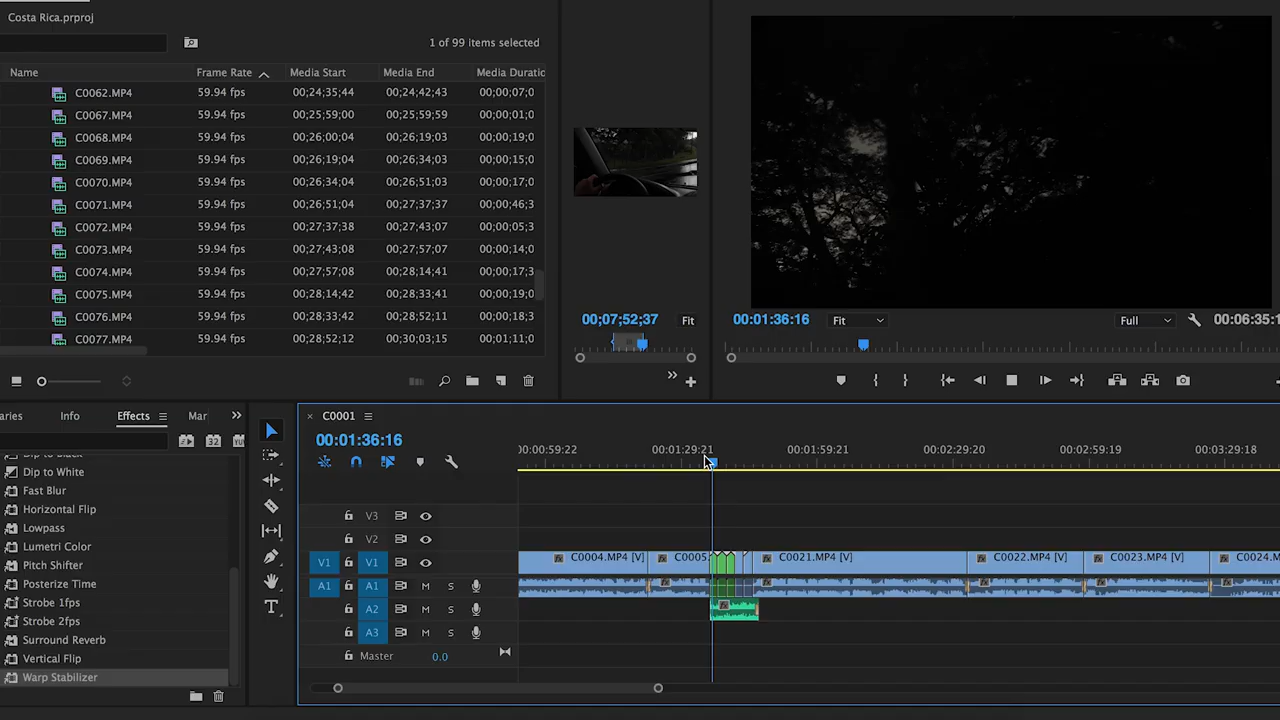 Costa Rica.prproj
1 of 99 items selected
Name Frame Rate Media Start Media End Media Duratio
C0062.MP4 59.94 fps 00;24;35;44 00;24;42;43 00;00;07;0
C0067.MP4 59.94 fps 00;25;59;00 00;25;59;59 00;00;01;0
C0068.MP4 59.94 fps 00;26;00;04 00;26;19;03 00;00;19;0
C0069.MP4 59.94 fps 00;26;19;04 00;26;34;03 00;00;15;0
C0070.MP4 59.94 fps 00;26;34;04 00;26;51;03 00;00;17;0
C0071.MP4 59.94 fps 00;26;51;04 00;27;37;37 00;00;46;3
C0072.MP4 59.94 fps 00;27;37;38 00;27;43;07 00;00;05;3
C0073.MP4 59.94 fps 00;27;43;08 00;27;57;07 00;00;14;0
C0074.MP4 59.94 fps 00;27;57;08 00;28;14;41 00;00;17;3
C0075.MP4 59.94 fps 00;28;14;42 00;28;33;41 00;00;19;0
C0076.MP4 59.94 fps 00;28;33;42 00;28;52;11 00;00;18;3
C0077.MP4 59.94 fps 00;28;52;12 00;30;03;15 00;01;11;0
00;07;52;37 Fit
00:01:36:16 Fit Full 00:06:35:1
aries Info Effects Mar
32
Dip to Black
Dip to White
Fast Blur
Horizontal Flip
Lowpass
Lumetri Color
Pitch Shifter
Posterize Time
Strobe 1fps
Strobe 2fps
Surround Reverb
Vertical Flip
Warp Stabilizer
× C0001
00:01:36:16
00:00:59:22 00:01:29:21 00:01:59:21 00:02:29:20 00:02:59:19 00:03:29:18
V3
V2
V1 V1 fx C0004.MP4 [V] fx C0005. fx C0021.MP4 [V] fx C0022.MP4 [V] fx C0023.MP4 [V] fx C0024.M
A1 A1 M S
A2 M S
A3 M S
Master 0.0
T